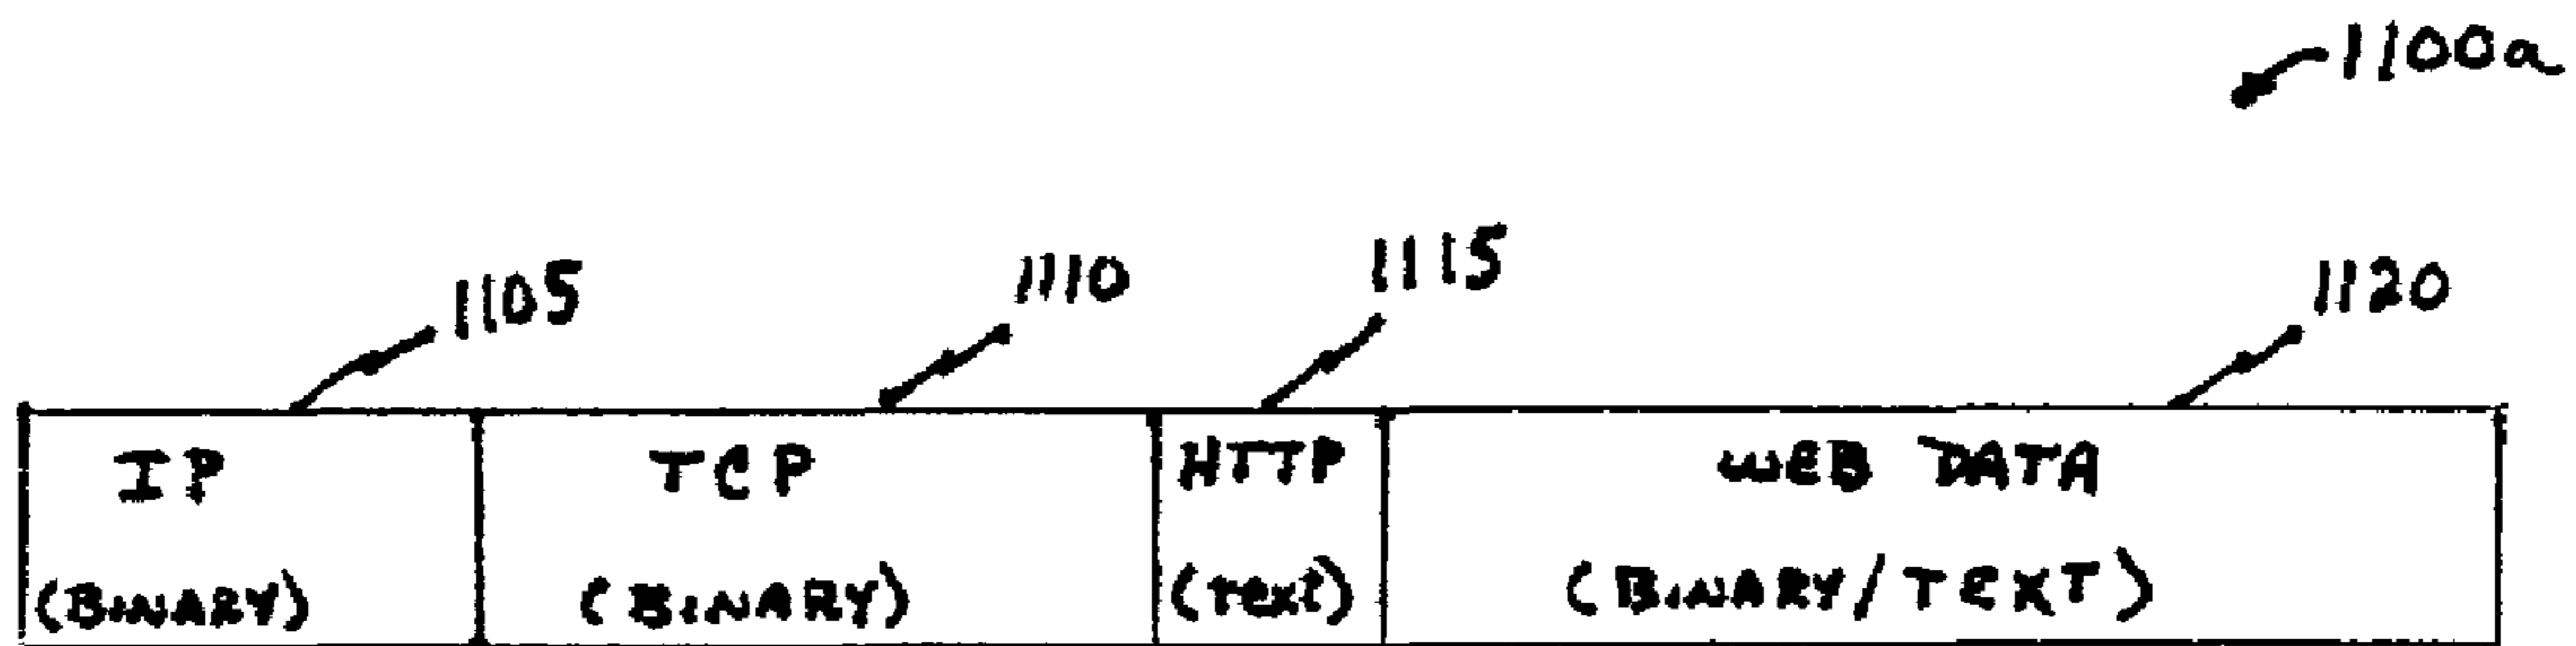 1100a
1105 1110 1115 1120
IP TCP HTTP WEB DATA
(BINARY) (BINARY) (text) (BINARY/TEXT)